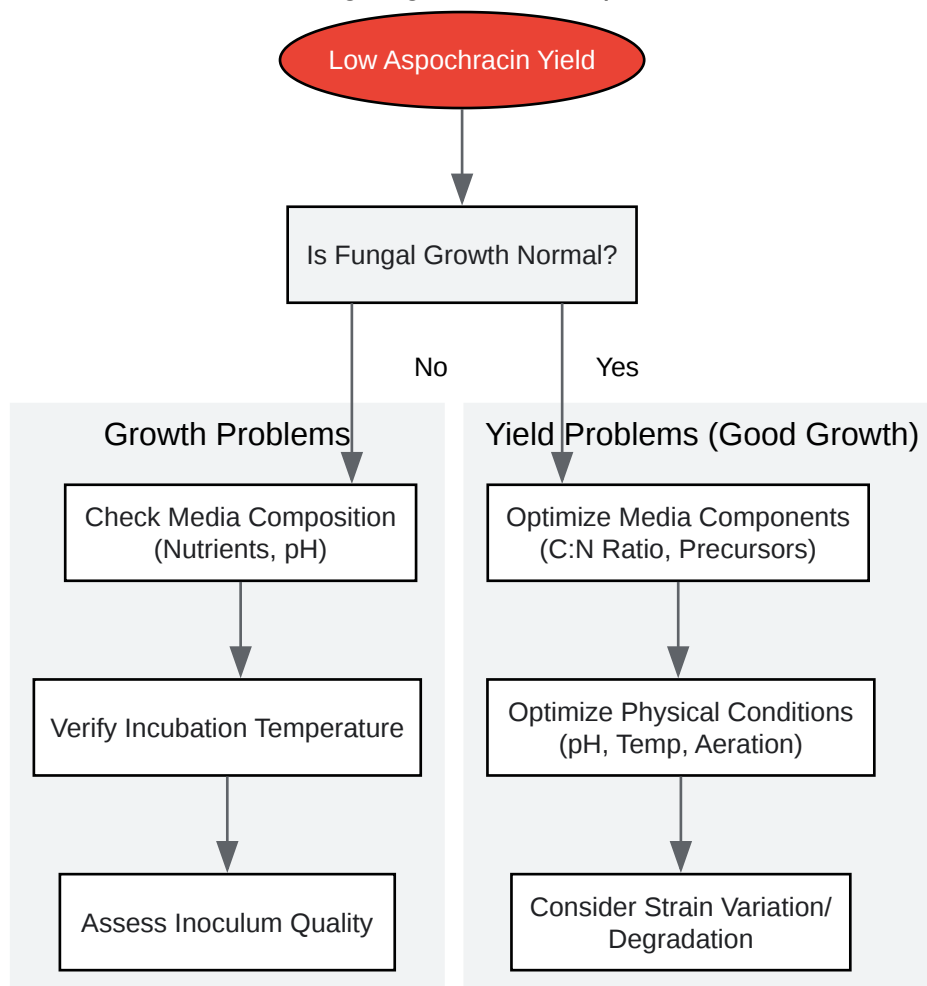 Low Aspochracin Yield
Is Fungal Growth Normal?
No
Yes
Growth Problems
Check Media Composition
(Nutrients, pH)
Verify Incubation Temperature
Assess Inoculum Quality
Yield Problems (Good Growth)
Optimize Media Components
(C:N Ratio, Precursors)
Optimize Physical Conditions
(pH, Temp, Aeration)
Consider Strain Variation/
Degradation